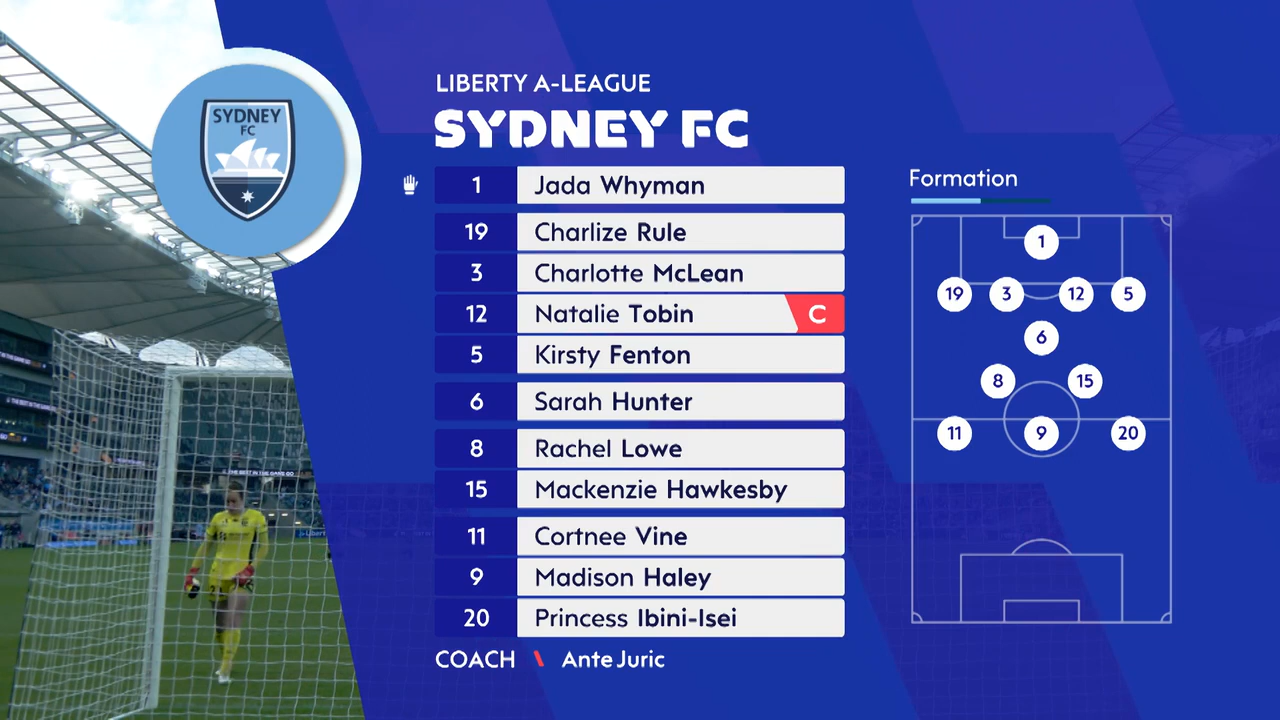 LIBERTY A-LEAGUE
SYDNEY FC
SYDNEY
FC
1 Jada Whyman
19 Charlize Rule
3 Charlotte McLean
12 Natalie Tobin C
5 Kirsty Fenton
6 Sarah Hunter
8 Rachel Lowe
15 Mackenzie Hawkesby
11 Cortnee Vine
9 Madison Haley
20 Princess Ibini-Isei
COACH \ Ante Juric
Formation
1
19 3 12 5
6
8 15
11 9 20